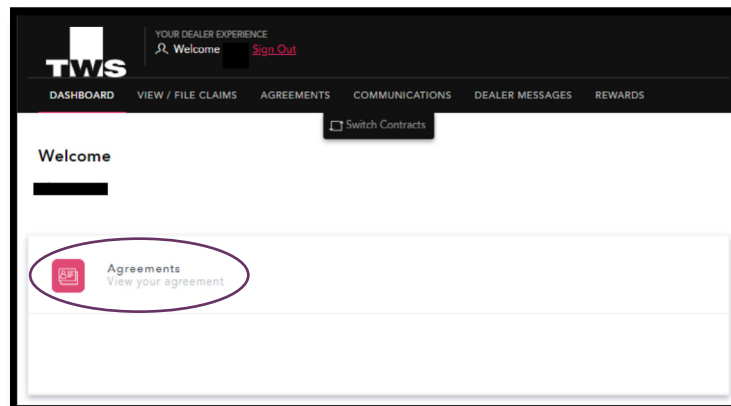 YOUR DEALER EXPERIENCE
Welcome Sign Out
TWS
DASHBOARD VIEW / FILE CLAIMS AGREEMENTS COMMUNICATIONS DEALER MESSAGES REWARDS
Switch Contracts
Welcome
Agreements
View your agreement